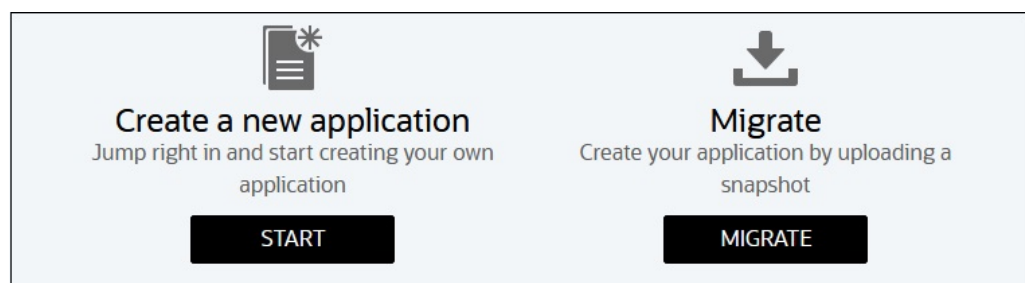 Create a new application
Jump right in and start creating your own
application
START
Migrate
Create your application by uploading a
snapshot
MIGRATE